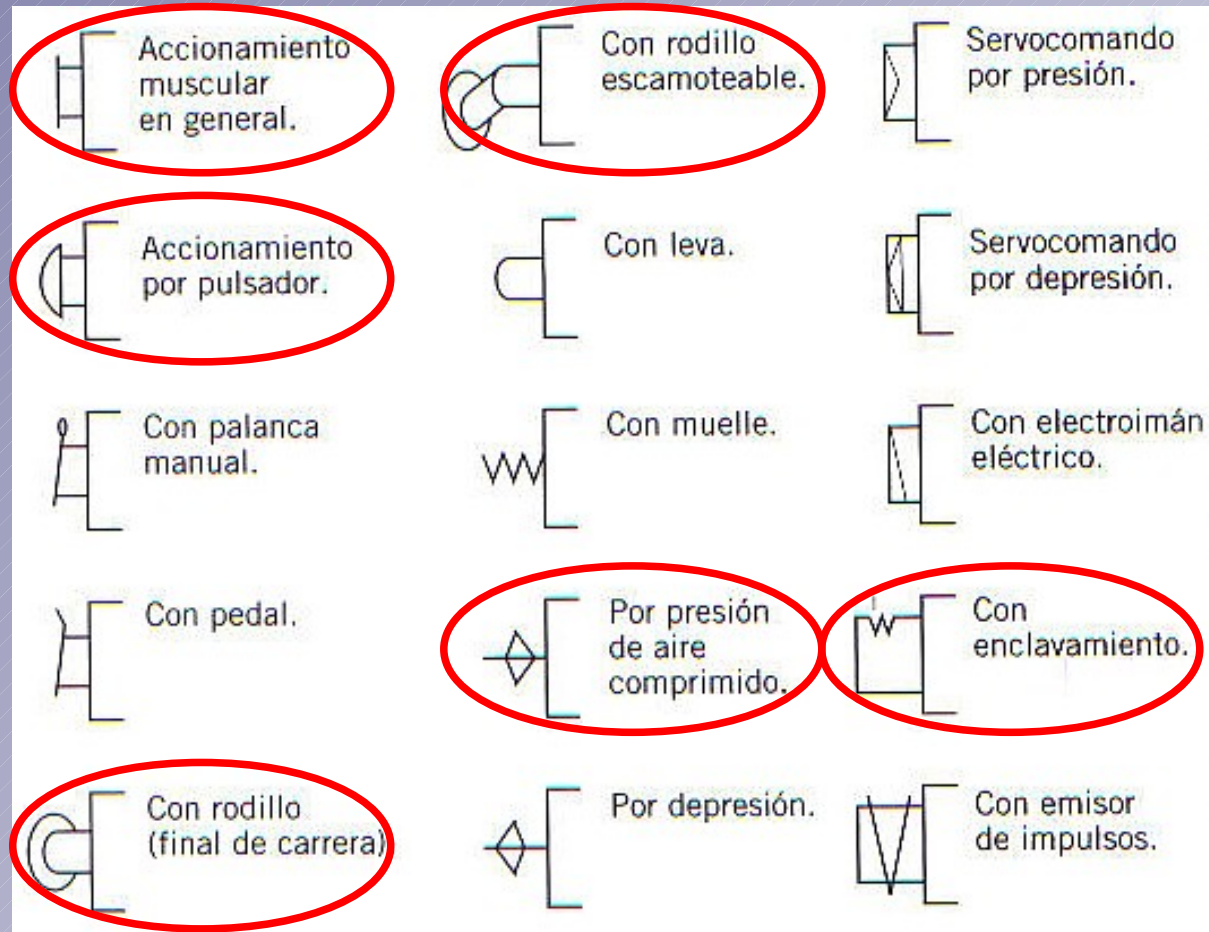 Accionamiento
muscular
en general.
Accionamiento
por pulsador.
Con palanca
manual.
Con pedal.
Con rodillo
(final de carrera)
Con rodillo
escamoteable.
Con leva.
Con muelle.
Por presión
de aire
comprimido.
Por depresión.
Servocomando
por presión.
Servocomando
por depresión.
Con electroimán
eléctrico.
Con
enclavamiento.
Con emisor
de impulsos.